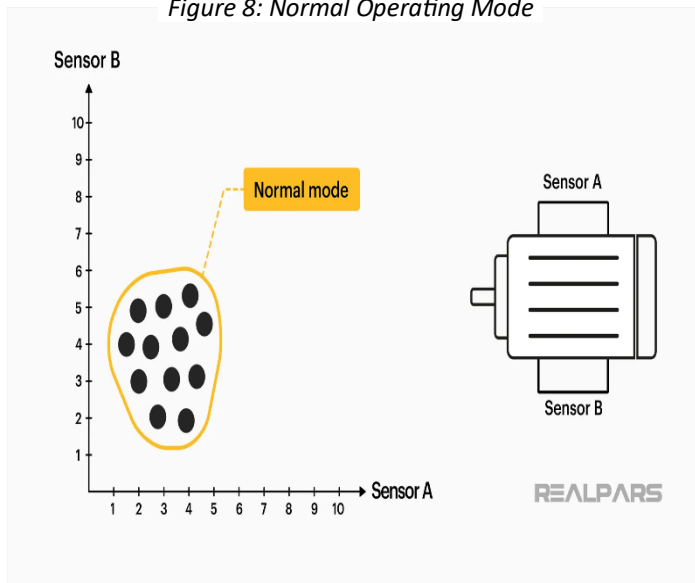 Figure 8: Normal Operating Mode
Sensor B
10
9
8
7
6
5
4
3
2
1
Normal mode
1 2 3 4 5 6 7 8 9 10
Sensor A
Sensor A
Sensor B
REALPARS